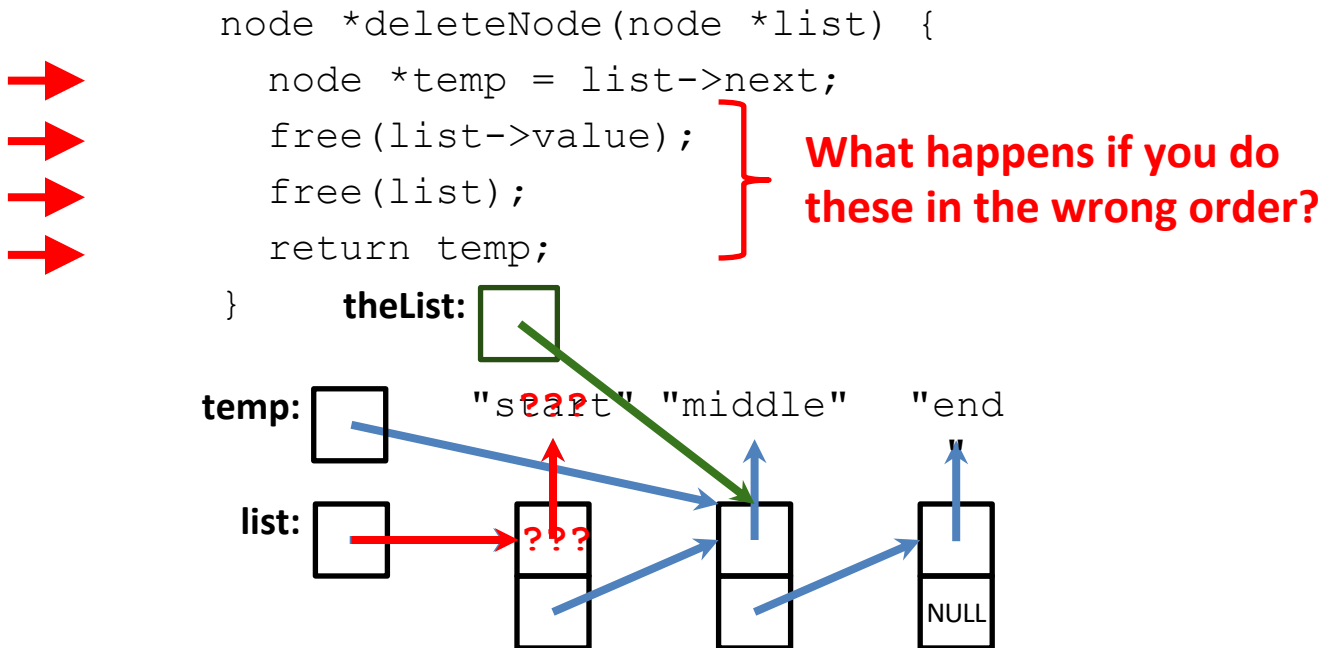 node *deleteNode(node *list) {
node *temp = list->next;
free(list->value);
free(list);
return temp;
}
What happens if you do
these in the wrong order?
theList:
temp:
"start" "middle" "end
"
???
list:
???
NULL